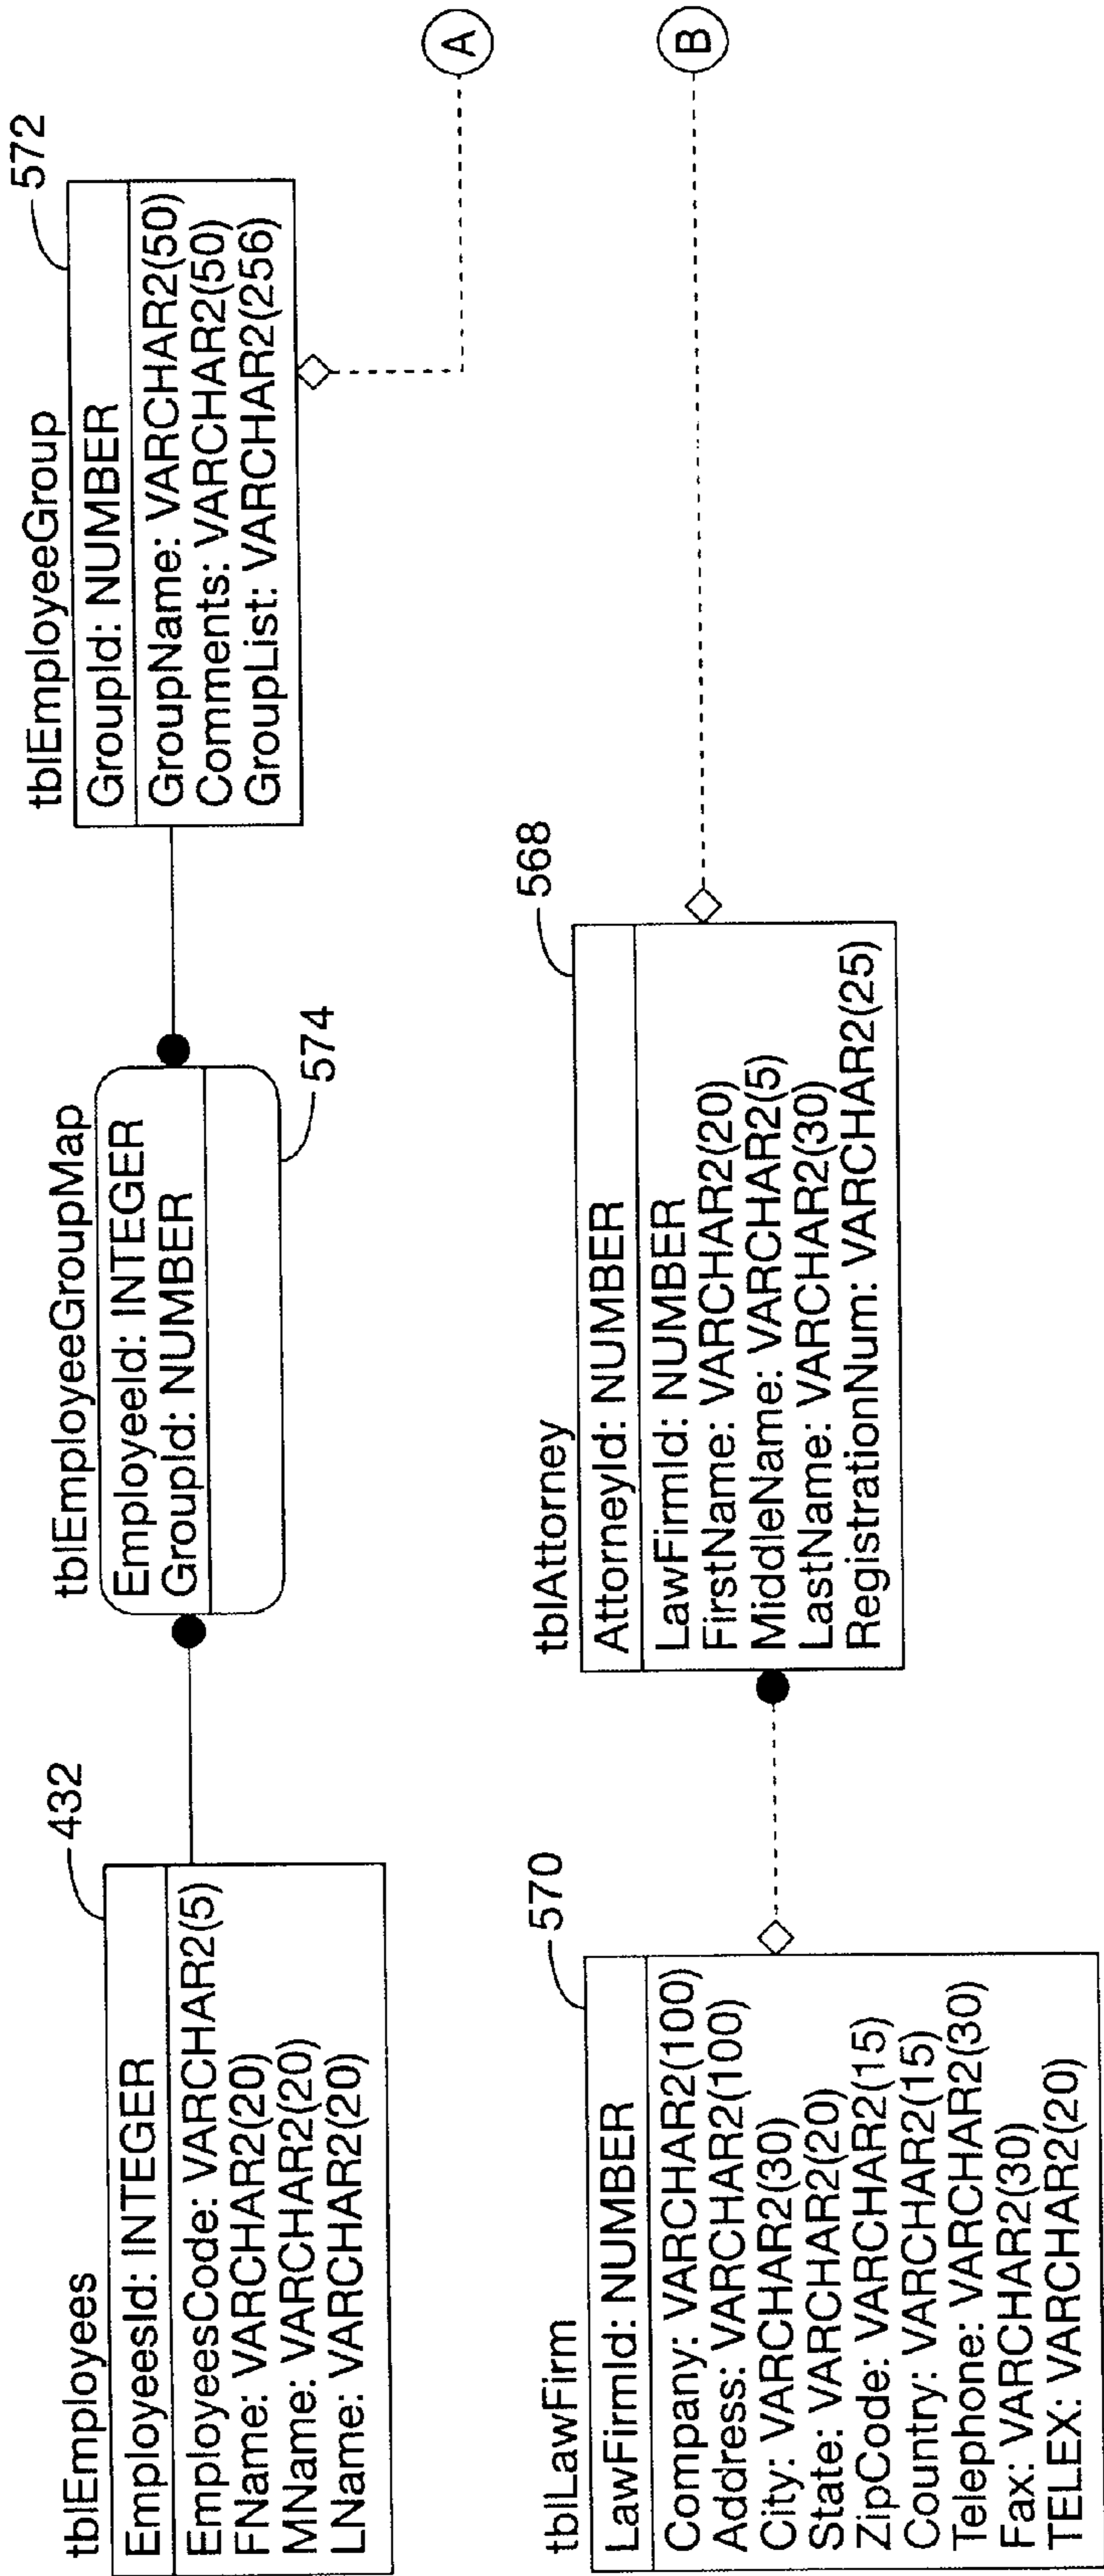 tblEmployees
432
EmployeesId: INTEGER
EmployeesCode: VARCHAR2(5)
FName: VARCHAR2(20)
MName: VARCHAR2(20)
LName: VARCHAR2(20)
tblEmployeeGroupMap
EmployeeId: INTEGER
GroupId: NUMBER
574
tblEmployeeGroup
572
GroupId: NUMBER
GroupName: VARCHAR2(50)
Comments: VARCHAR2(50)
GroupList: VARCHAR2(256)
A
tblLawFirm
570
LawFirmId: NUMBER
Company: VARCHAR2(100)
Address: VARCHAR2(100)
City: VARCHAR2(30)
State: VARCHAR2(20)
ZipCode: VARCHAR2(15)
Country: VARCHAR2(15)
Telephone: VARCHAR2(30)
Fax: VARCHAR2(30)
TELEX: VARCHAR2(20)
tblAttorney
568
AttorneyId: NUMBER
LawFirmId: NUMBER
FirstName: VARCHAR2(20)
MiddleName: VARCHAR2(5)
LastName: VARCHAR2(30)
RegistrationNum: VARCHAR2(25)
B